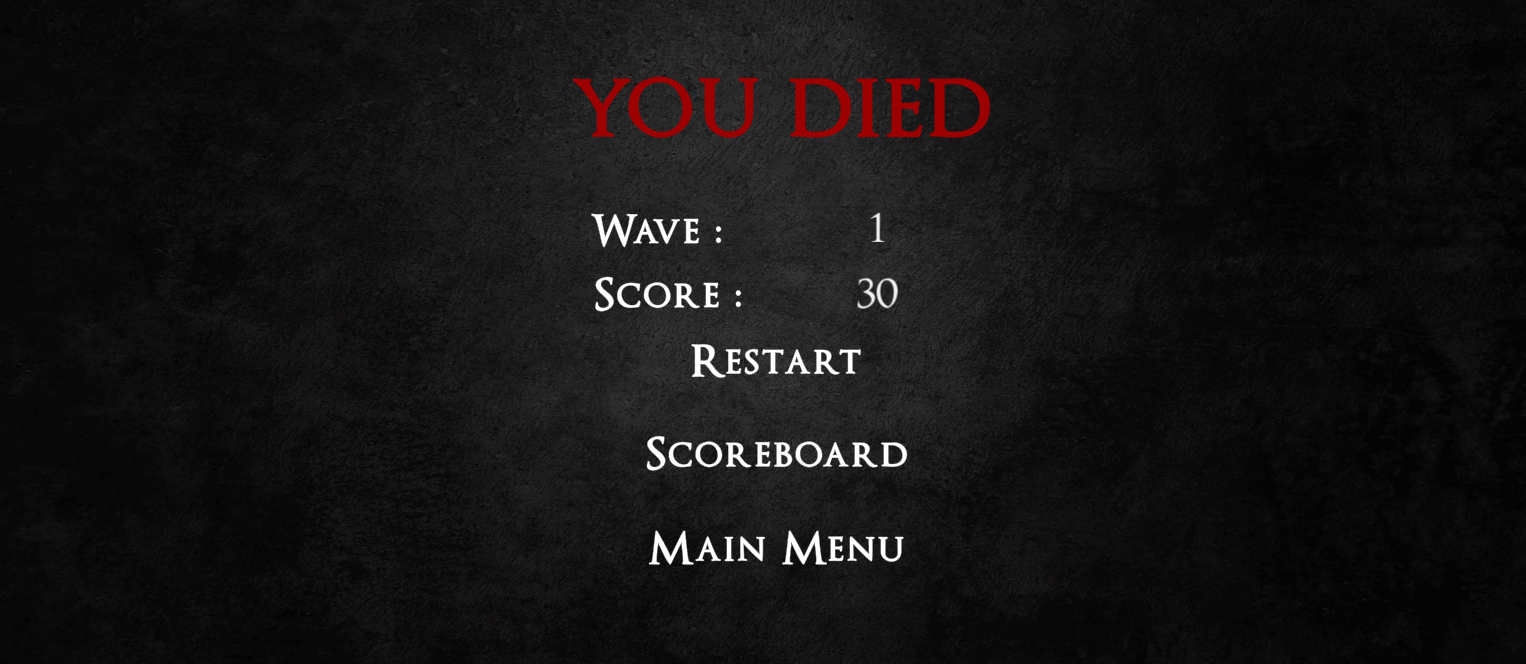 YOU DIED
Wave : 1
Score : 30
Restart
Scoreboard
Main Menu